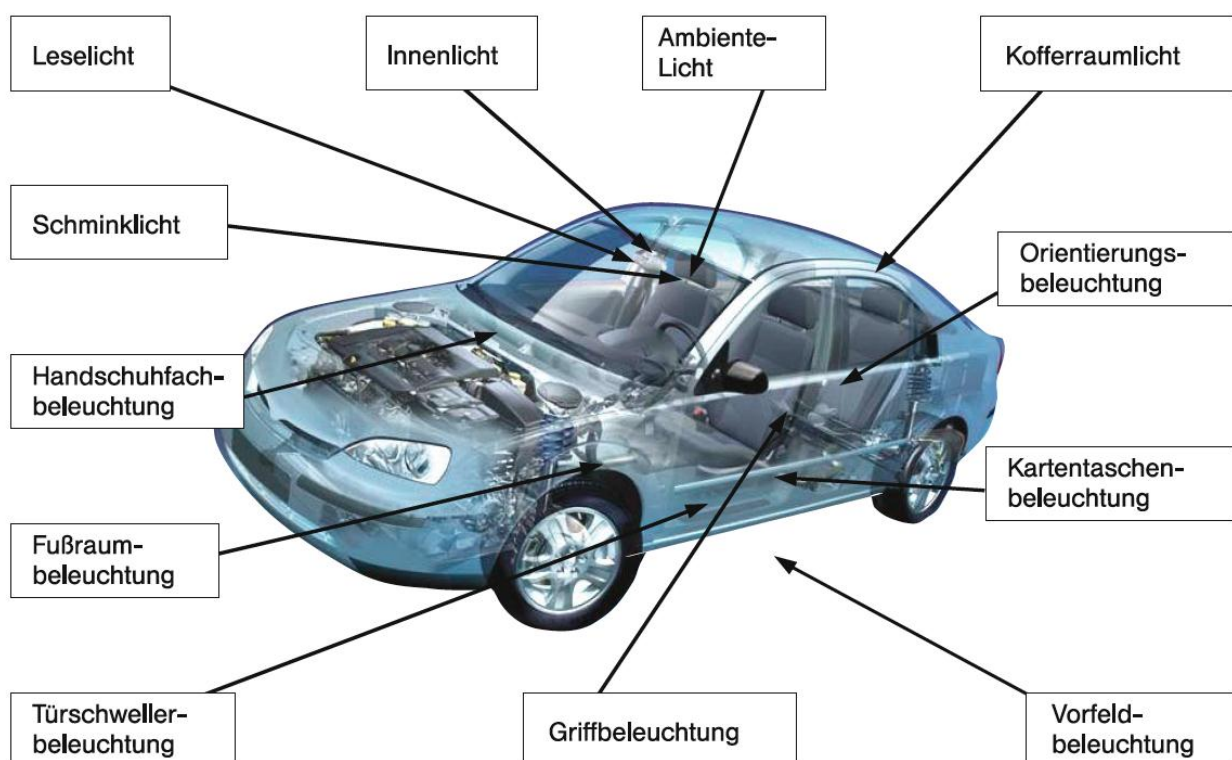 Leselicht
Innenlicht
Ambiente-
Licht
Kofferraumlicht
Schminklicht
Orientierungs-
beleuchtung
Handschuhfach-
beleuchtung
Kartentaschen-
beleuchtung
Fußraum-
beleuchtung
Türschweller-
beleuchtung
Griffbeleuchtung
Vorfeld-
beleuchtung